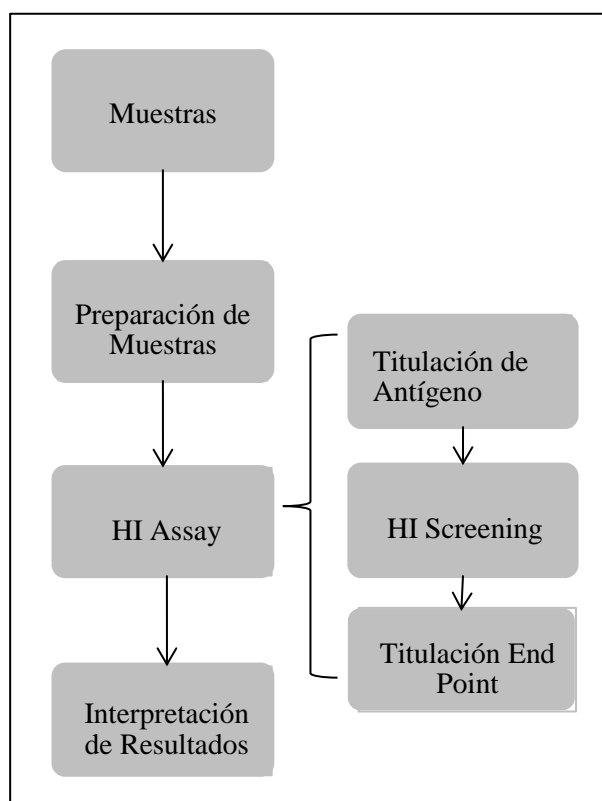 Muestras
Preparación de
Muestras
HI Assay
Interpretación
de Resultados
Titulación de
Antígeno
HI Screening
Titulación End
Point